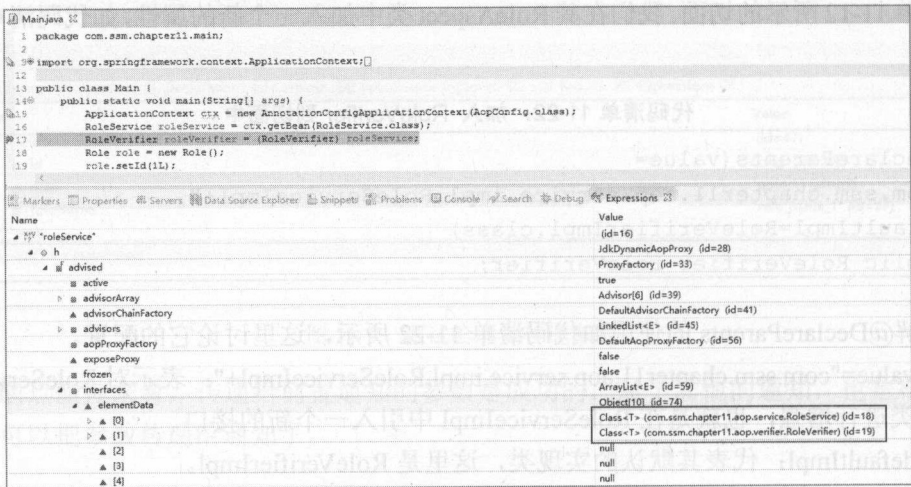 Main.java
1 package com.ssm.chapter11.main;
2
3 import org.springframework.context.ApplicationContext;
12
13 public class Main {
14 public static void main(String[] args) {
15 ApplicationContext ctx = new AnnotationConfigApplicationContext(AopConfig.class);
16 RoleService roleService = ctx.getBean(RoleService.class);
17 RoleVerifier roleVerifier = (RoleVerifier) roleService;
18 Role role = new Role();
19 role.setId(1L);
Markers Properties Servers Data Source Explorer Snippets Problems Console Search Debug Expressions
Name Value
"roleService" (id=16)
h JdkDynamicAopProxy (id=28)
advised ProxyFactory (id=33)
active true
advisorArray Advisor[6] (id=39)
advisorChainFactory DefaultAdvisorChainFactory (id=41)
advisors LinkedList<E> (id=45)
aopProxyFactory DefaultAopProxyFactory (id=56)
exposeProxy false
frozen false
interfaces ArrayList<E> (id=59)
elementData Object[10] (id=74)
[0] Class<T> (com.ssm.chapter11.aop.service.RoleService) (id=18)
[1] Class<T> (com.ssm.chapter11.aop.verifier.RoleVerifier) (id=19)
[2] null
[3] null
[4] null